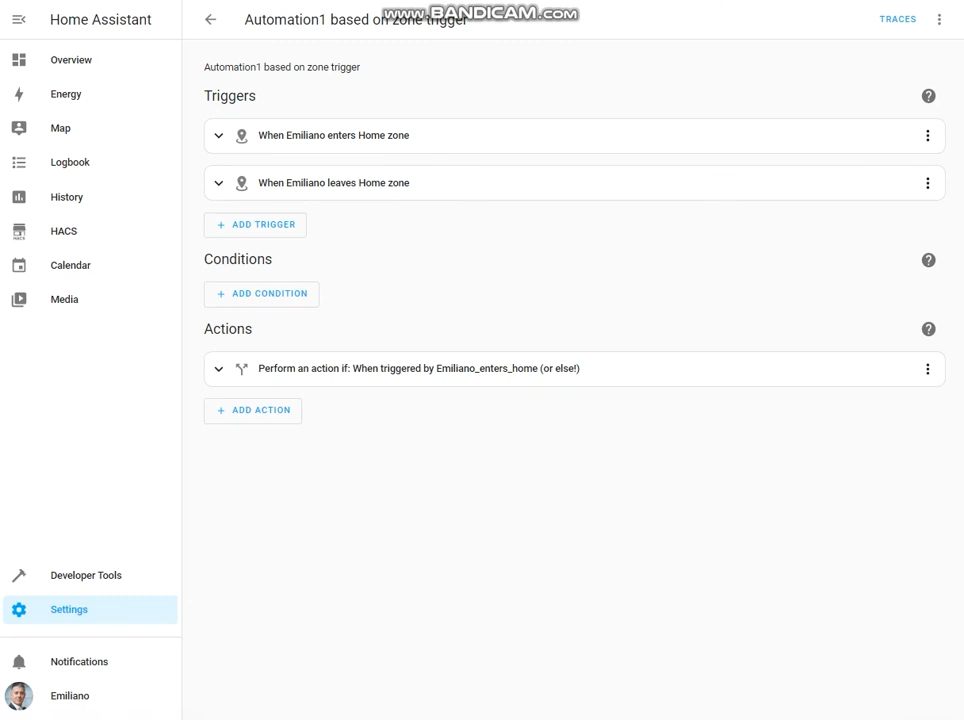 Home Assistant
Automation1 based on zone trigger
www.BANDICAM.com
TRACES
Overview
Energy
Map
Logbook
History
HACS
HACS
Calendar
Media
Developer Tools
Settings
Notifications
Emiliano
Automation1 based on zone trigger
Triggers
When Emiliano enters Home zone
When Emiliano leaves Home zone
+ ADD TRIGGER
Conditions
+ ADD CONDITION
Actions
Perform an action if: When triggered by Emiliano_enters_home (or else!)
+ ADD ACTION